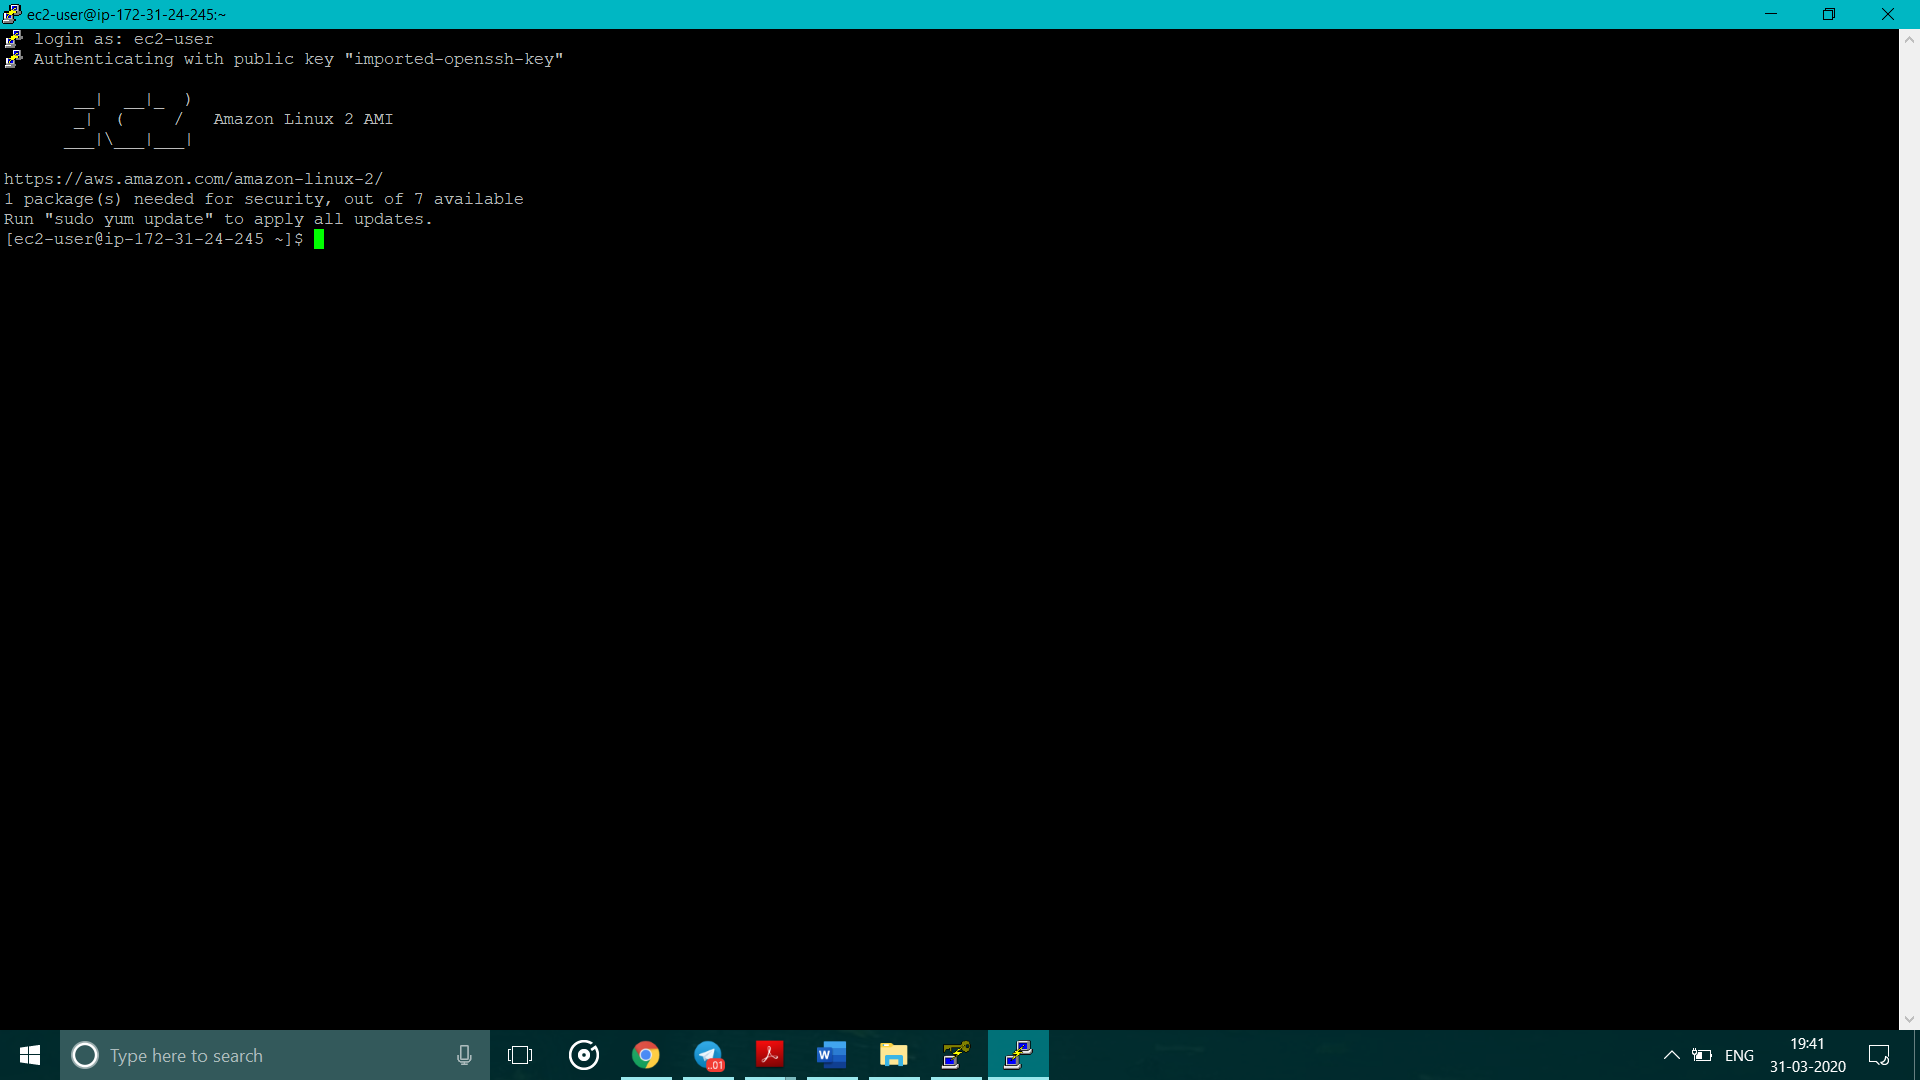 ec2-user@ip-172-31-24-245:~
login as: ec2-user
Authenticating with public key "imported-openssh-key"
       __|  __|_  )
       _|  (     /   Amazon Linux 2 AMI
      ___|\___|___|
https://aws.amazon.com/amazon-linux-2/
1 package(s) needed for security, out of 7 available
Run "sudo yum update" to apply all updates.
[ec2-user@ip-172-31-24-245 ~]$
Type here to search
..01
W
ENG
19:41
31-03-2020